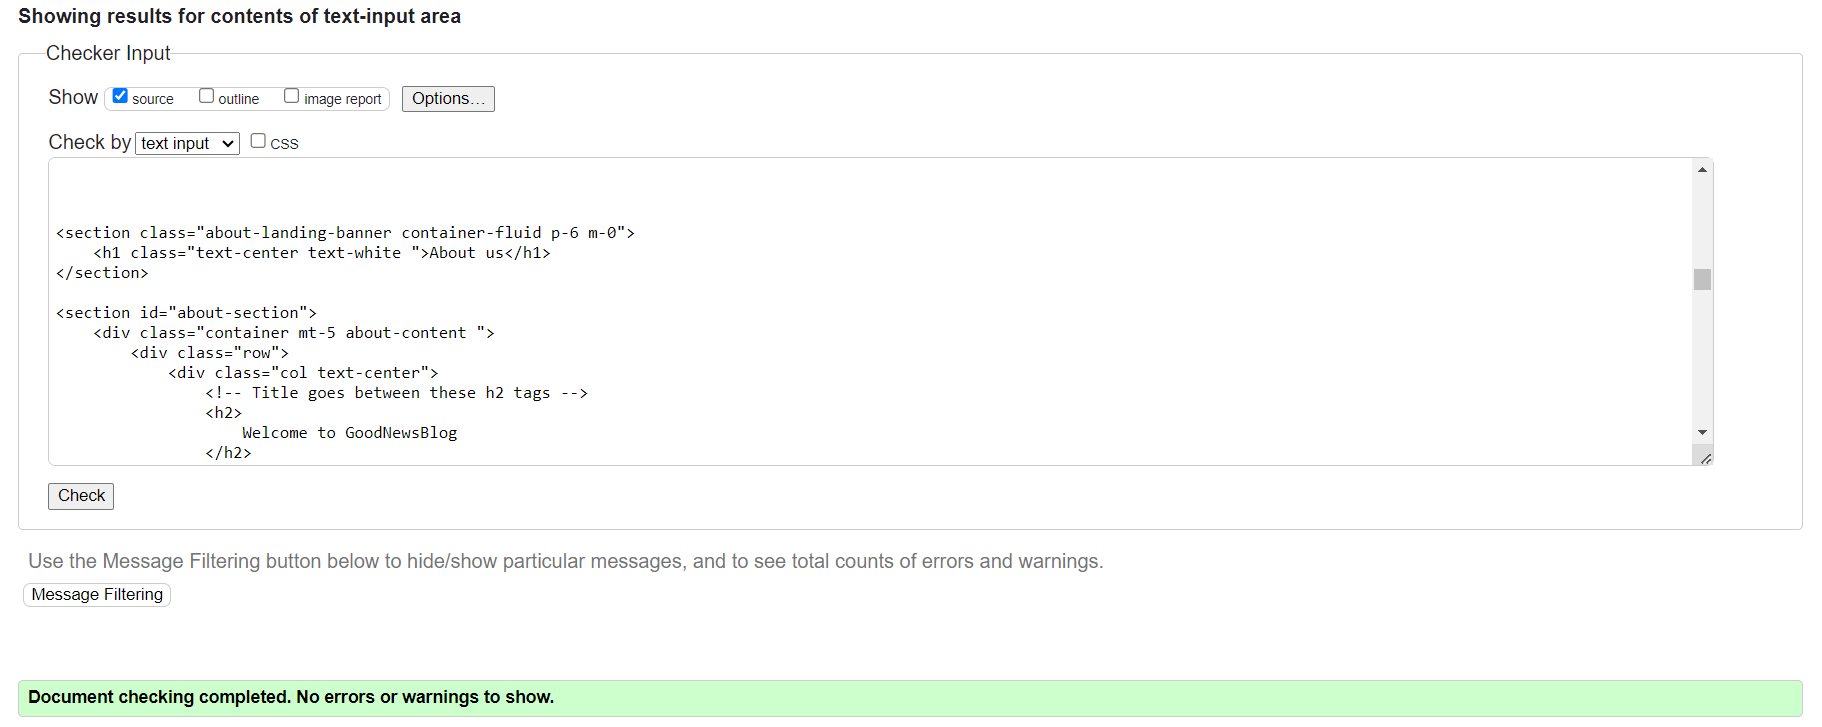 Showing results for contents of text-input area
Checker Input
Show source outline image report Options...
Check by text input CSS
<section class="about-landing-banner container-fluid p-6 m-0">
<h1 class="text-center text-white ">About us</h1>
</section>
<section id="about-section">
<div class="container mt-5 about-content ">
<div class="row">
<div class="col text-center">
<!-- Title goes between these h2 tags -->
<h2>
Welcome to GoodNewsBlog
</h2>
Check
Use the Message Filtering button below to hide/show particular messages, and to see total counts of errors and warnings.
Message Filtering
Document checking completed. No errors or warnings to show.